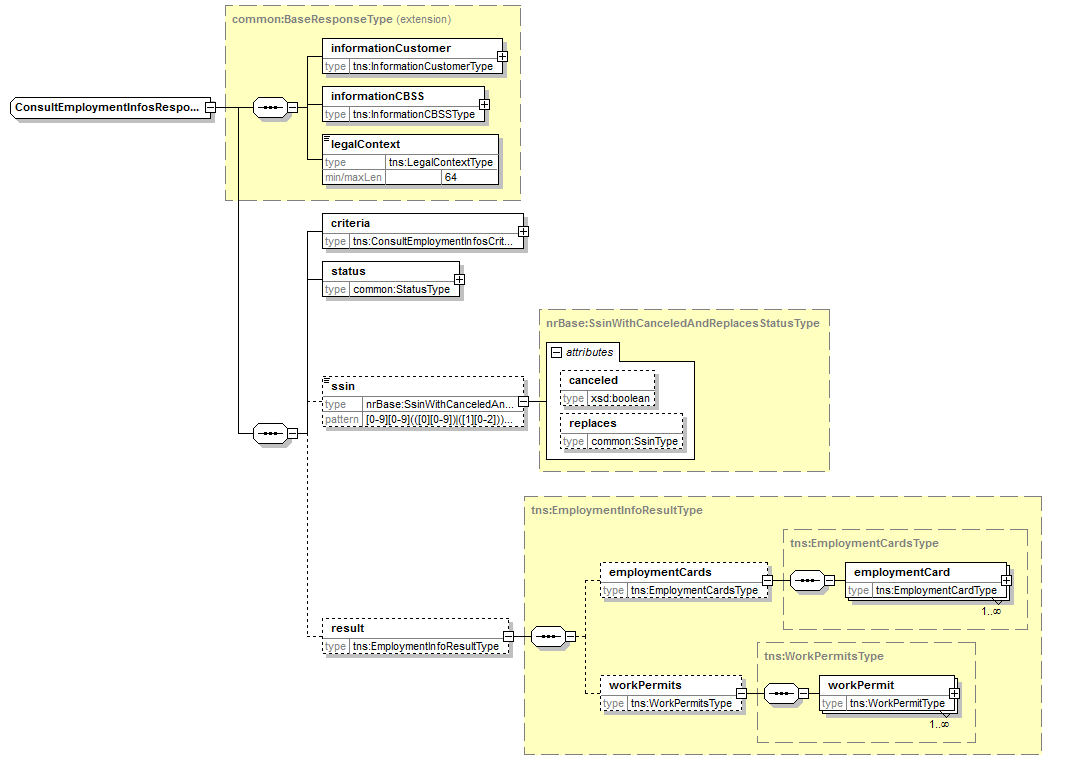 common:BaseResponseType (extension)
informationCustomer
type tns:InformationCustomerType
ConsultEmploymentInfosRespo...
informationCBSS
type tns:InformationCBSSType
legalContext
type tns:LegalContextType
min/maxLen 64
criteria
type tns:ConsultEmploymentInfosCrit...
status
type common:StatusType
nrBase:SsinWithCanceledAndReplacesStatusType
attributes
ssin
type nrBase:SsinWithCanceledAn...
pattern [0-9][0-9](([0][0-9])|([1][0-2]))...
canceled
type xsd:boolean
replaces
type common:SsinType
tns:EmploymentInfoResultType
tns:EmploymentCardsType
employmentCards
type tns:EmploymentCardsType
employmentCard
type tns:EmploymentCardType
1..∞
result
type tns:EmploymentInfoResultType
tns:WorkPermitsType
workPermits
type tns:WorkPermitsType
workPermit
type tns:WorkPermitType
1..∞